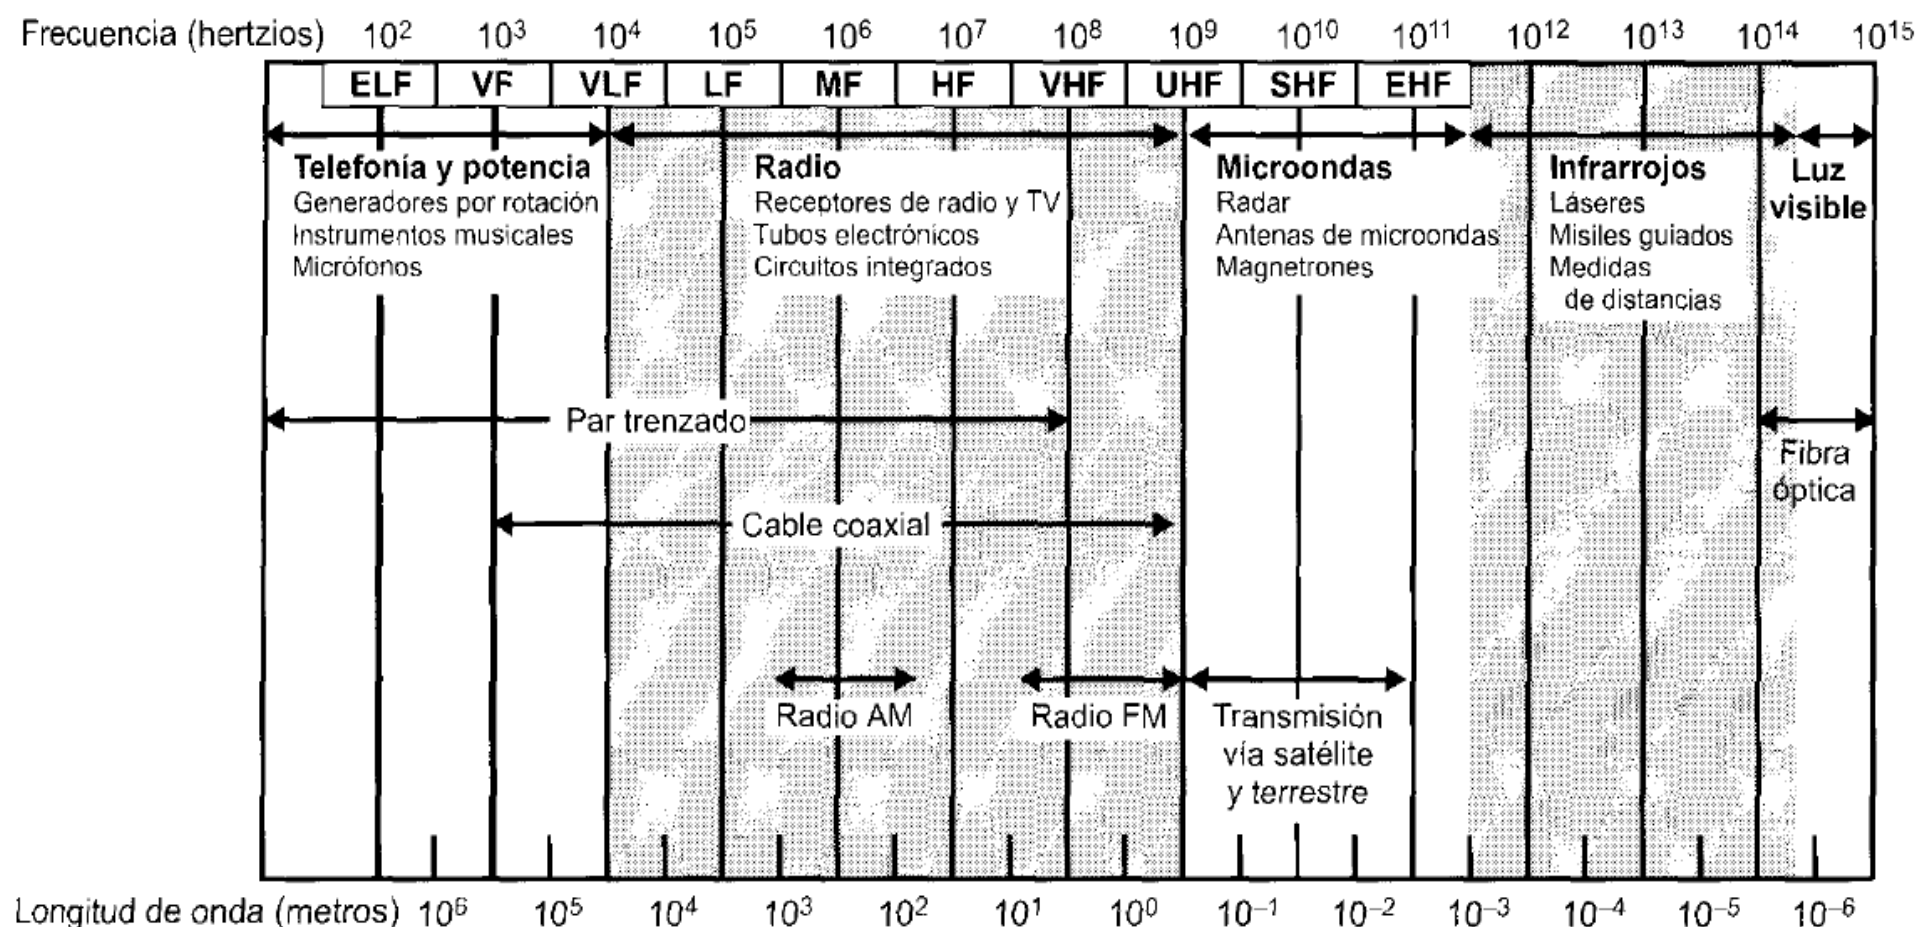 Frecuencia (hertzios) 10² 10³ 10⁴ 10⁵ 10⁶ 10⁷ 10⁸ 10⁹ 10¹⁰ 10¹¹ 10¹² 10¹³ 10¹⁴ 10¹⁵
ELF VF VLF LF MF HF VHF UHF SHF EHF
Telefonía y potencia
Generadores por rotación
Instrumentos musicales
Micrófonos
Radio
Receptores de radio y TV
Tubos electrónicos
Circuitos integrados
Microondas
Radar
Antenas de microondas
Magnetrones
Infrarrojos
Láseres
Misiles guiados
Medidas
de distancias
Luz
visible
Par trenzado
Fibra
óptica
Cable coaxial
Radio AM
Radio FM
Transmisión
vía satélite
y terrestre
Longitud de onda (metros) 10⁶ 10⁵ 10⁴ 10³ 10² 10¹ 10⁰ 10⁻¹ 10⁻² 10⁻³ 10⁻⁴ 10⁻⁵ 10⁻⁶